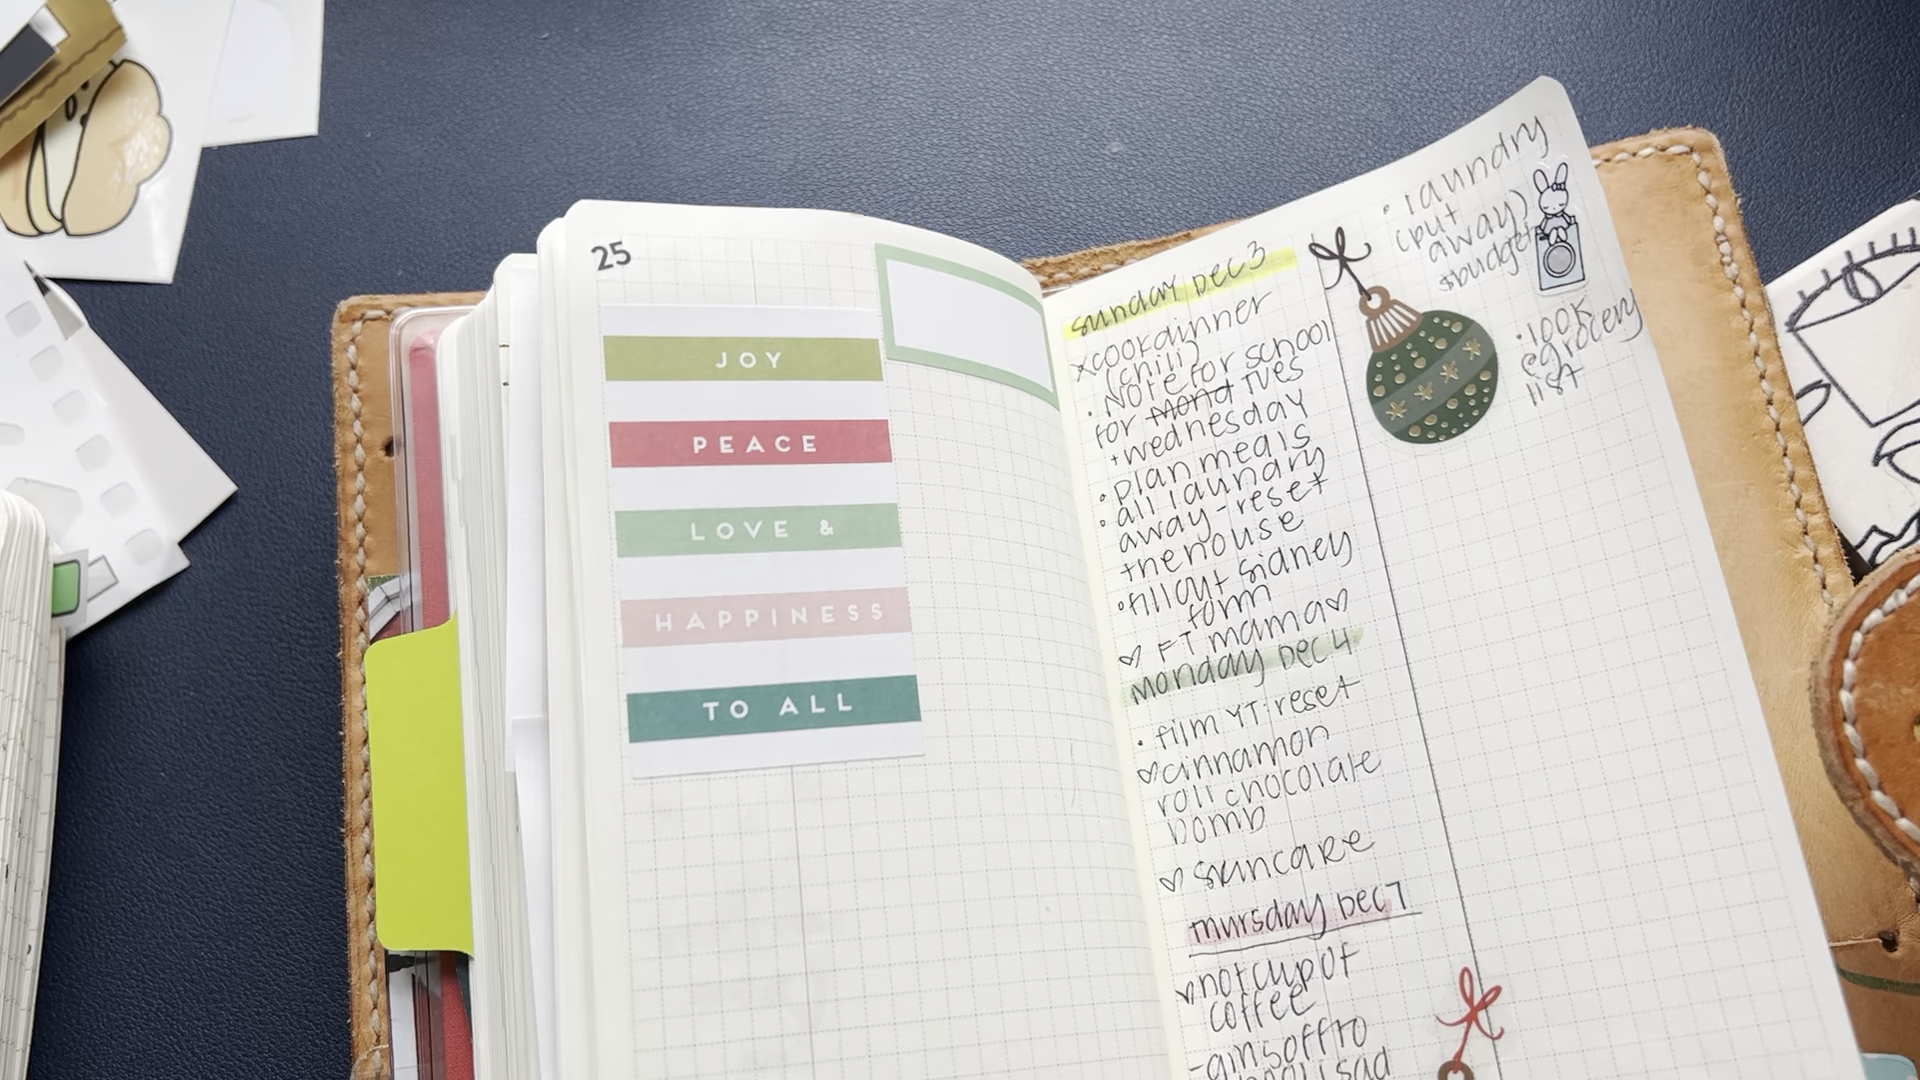 25
JOY
PEACE
LOVE &
HAPPINESS
TO ALL
sunday Dec 3
xcook dinner
(chili)
• Note for school
for mond Tues
+ wednesday
• plan meals
• all laundry
away-reset
the house
• fill out
form
♡ FT mama♡
monday Dec 4
• film YT reset
♡cinnamon
roll chocolate
bomb
♡ skincare
thursday Dec 7
♡hot cup of
coffee
• laundry
(put
away)
+budget
• look
@grocery
list